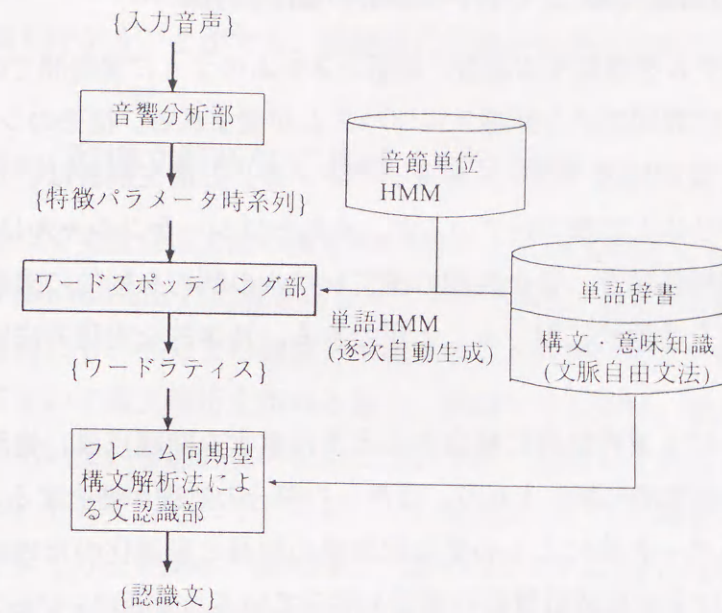 {入力音声}
音響分析部
音節単位
HMM
{特徴パラメータ時系列}
単語辞書
ワードスポッティング部
単語HMM
(逐次自動生成)
構文 意味知識
(文脈自由文法)
{ワードラティス}
フレーム同期型
構文解析法によ
る文認識部
{認識文}